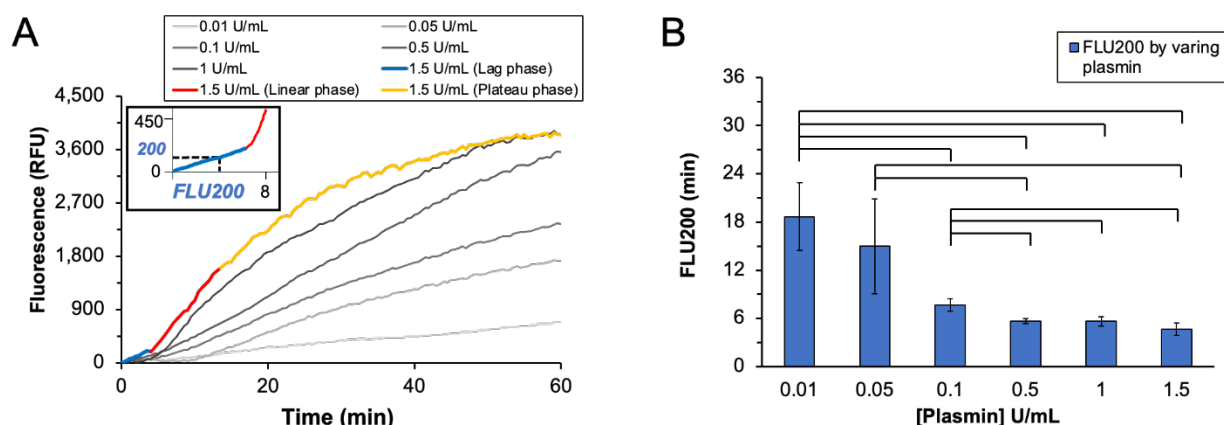 A
0.01 U/mL
0.05 U/mL
0.1 U/mL
0.5 U/mL
1 U/mL
1.5 U/mL (Lag phase)
1.5 U/mL (Linear phase)
1.5 U/mL (Plateau phase)
4,500
3,600
2,700
1,800
900
0
Fluorescence (RFU)
450
200
0
FLU200
8
0
20
40
60
Time (min)
B
FLU200 by varing
plasmin
36
30
24
18
12
6
0
FLU200 (min)
0.01
0.05
0.1
0.5
1
1.5
[Plasmin] U/mL